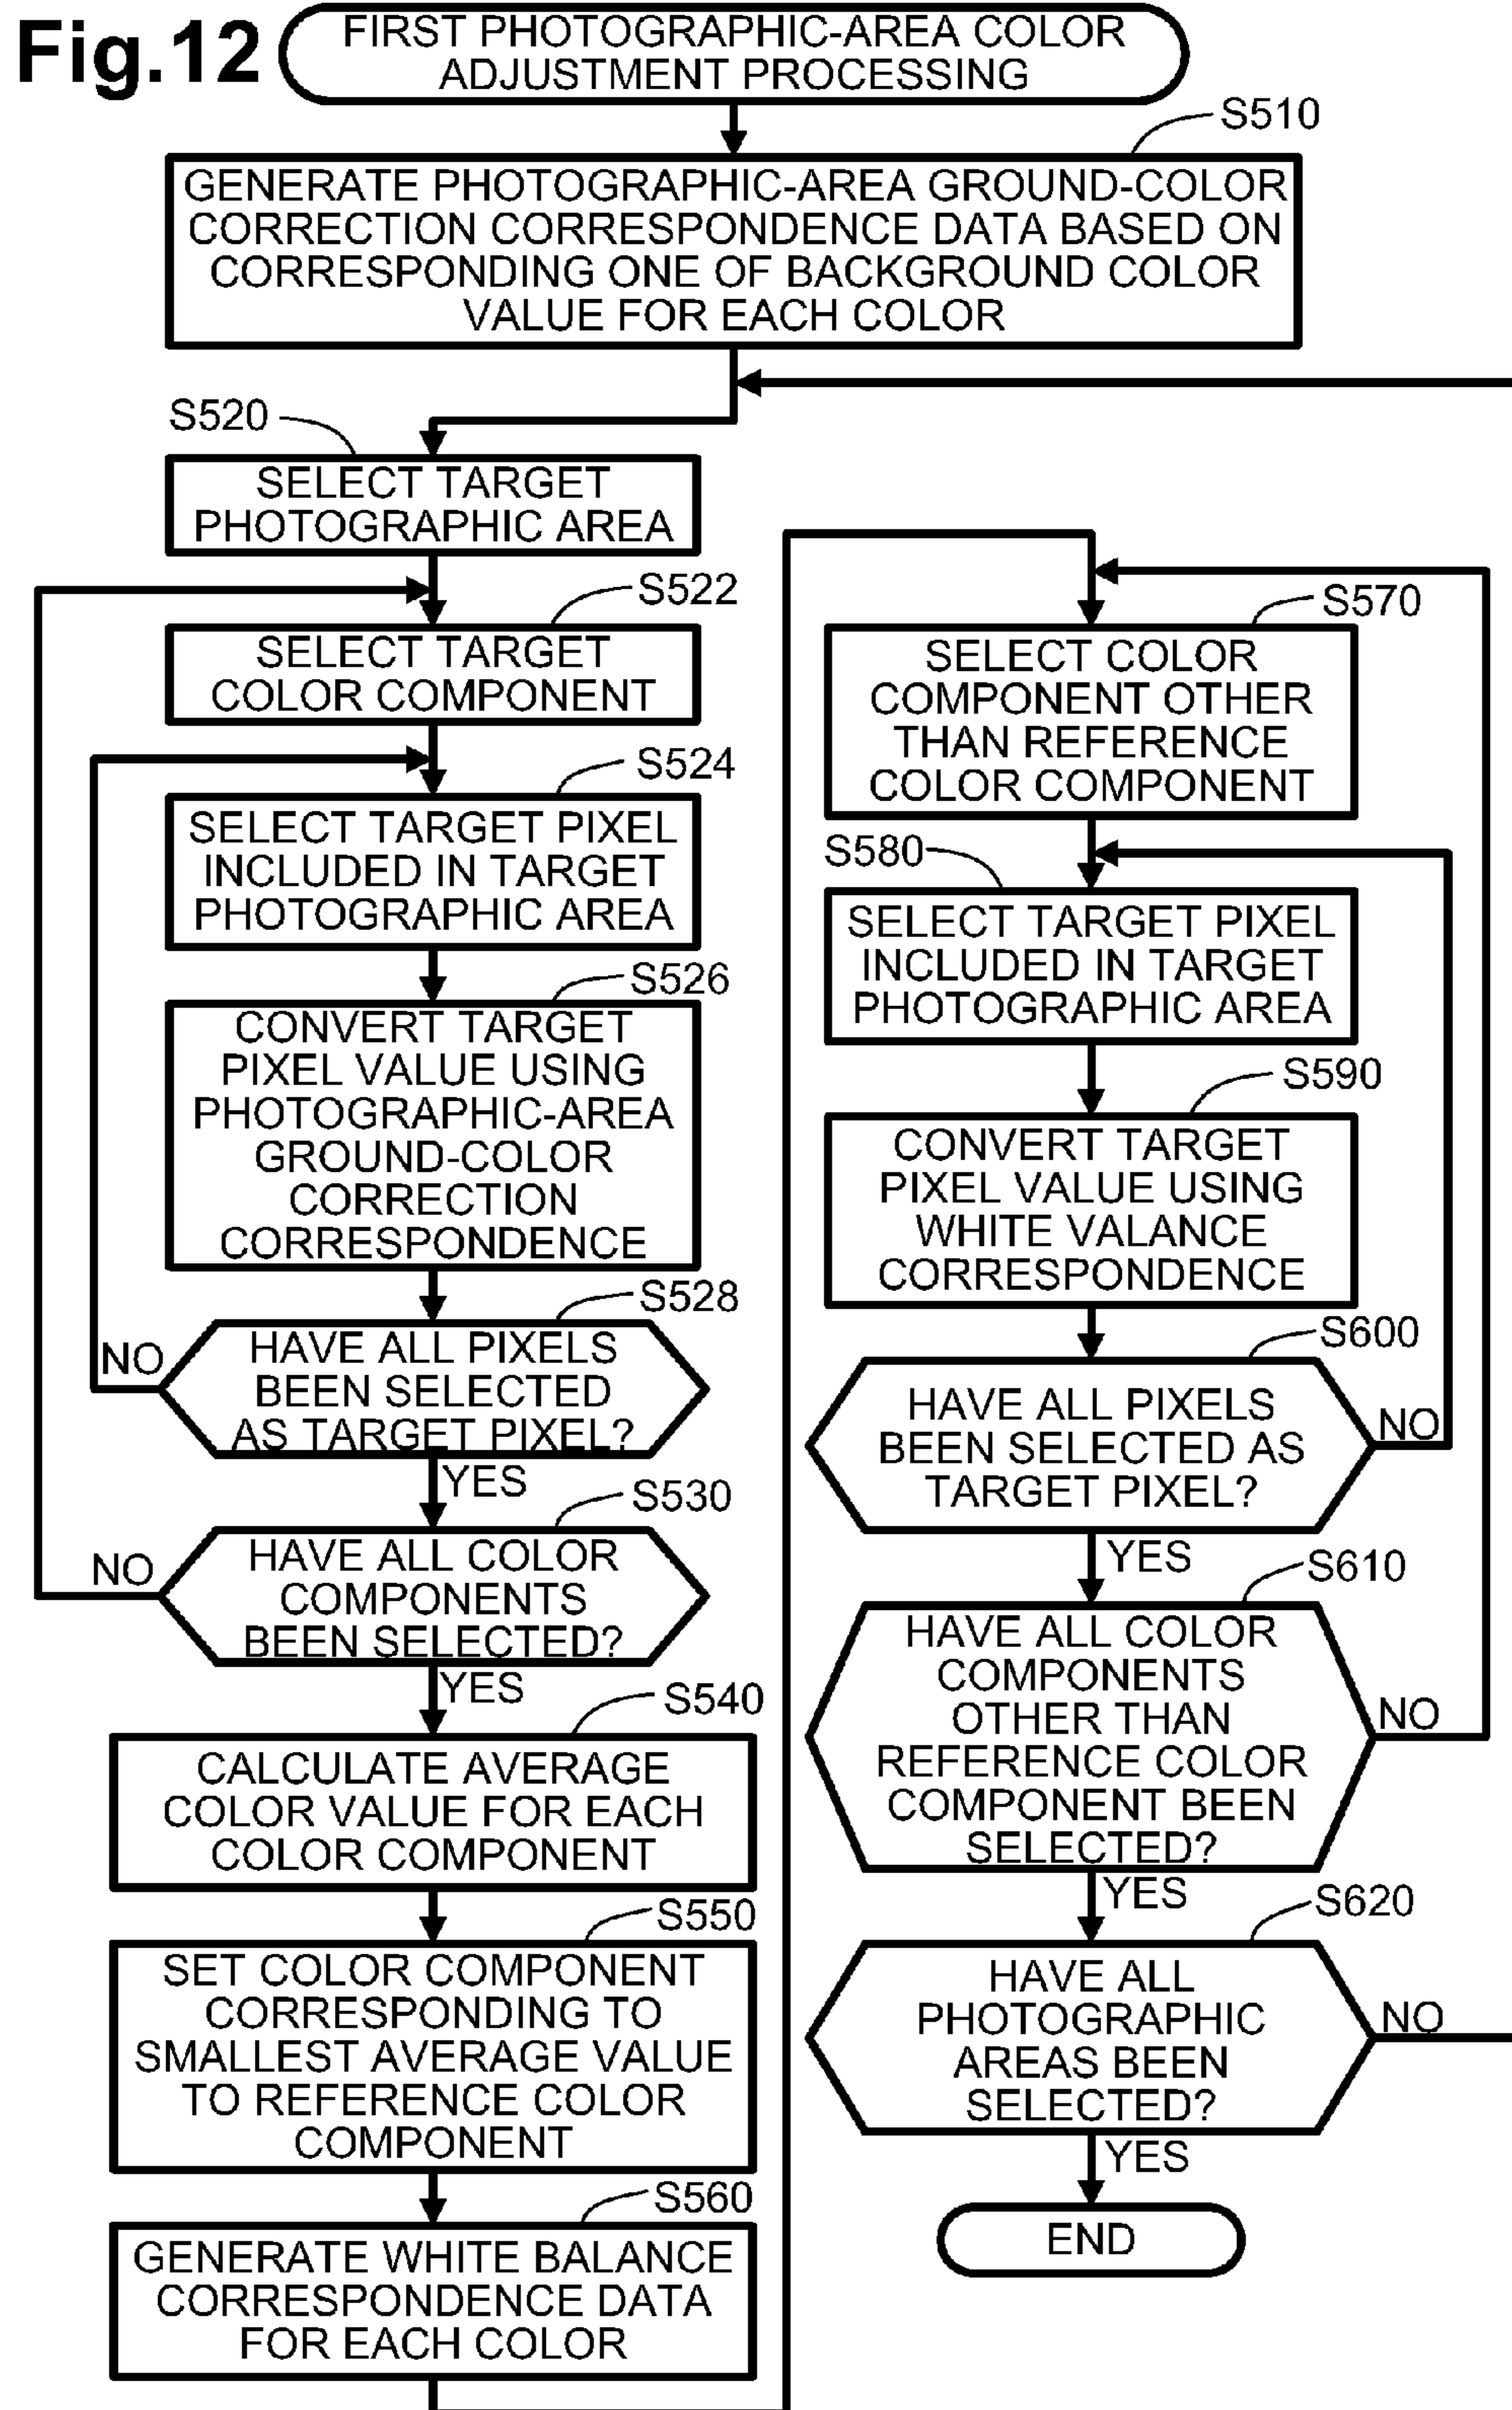 Fig.12
FIRST PHOTOGRAPHIC-AREA COLOR
ADJUSTMENT PROCESSING
S510
GENERATE PHOTOGRAPHIC-AREA GROUND-COLOR
CORRECTION CORRESPONDENCE DATA BASED ON
CORRESPONDING ONE OF BACKGROUND COLOR
VALUE FOR EACH COLOR
S520
SELECT TARGET
PHOTOGRAPHIC AREA
S522
SELECT TARGET
COLOR COMPONENT
S524
SELECT TARGET PIXEL
INCLUDED IN TARGET
PHOTOGRAPHIC AREA
S526
CONVERT TARGET
PIXEL VALUE USING
PHOTOGRAPHIC-AREA
GROUND-COLOR
CORRECTION
CORRESPONDENCE
S528
HAVE ALL PIXELS
BEEN SELECTED
AS TARGET PIXEL?
NO
YES
S530
HAVE ALL COLOR
COMPONENTS
BEEN SELECTED?
NO
YES
S540
CALCULATE AVERAGE
COLOR VALUE FOR EACH
COLOR COMPONENT
S550
SET COLOR COMPONENT
CORRESPONDING TO
SMALLEST AVERAGE VALUE
TO REFERENCE COLOR
COMPONENT
S560
GENERATE WHITE BALANCE
CORRESPONDENCE DATA
FOR EACH COLOR
S570
SELECT COLOR
COMPONENT OTHER
THAN REFERENCE
COLOR COMPONENT
S580
SELECT TARGET PIXEL
INCLUDED IN TARGET
PHOTOGRAPHIC AREA
S590
CONVERT TARGET
PIXEL VALUE USING
WHITE VALANCE
CORRESPONDENCE
S600
HAVE ALL PIXELS
BEEN SELECTED AS
TARGET PIXEL?
NO
YES
S610
HAVE ALL COLOR
COMPONENTS
OTHER THAN
REFERENCE COLOR
COMPONENT BEEN
SELECTED?
NO
YES
S620
HAVE ALL
PHOTOGRAPHIC
AREAS BEEN
SELECTED?
NO
YES
END